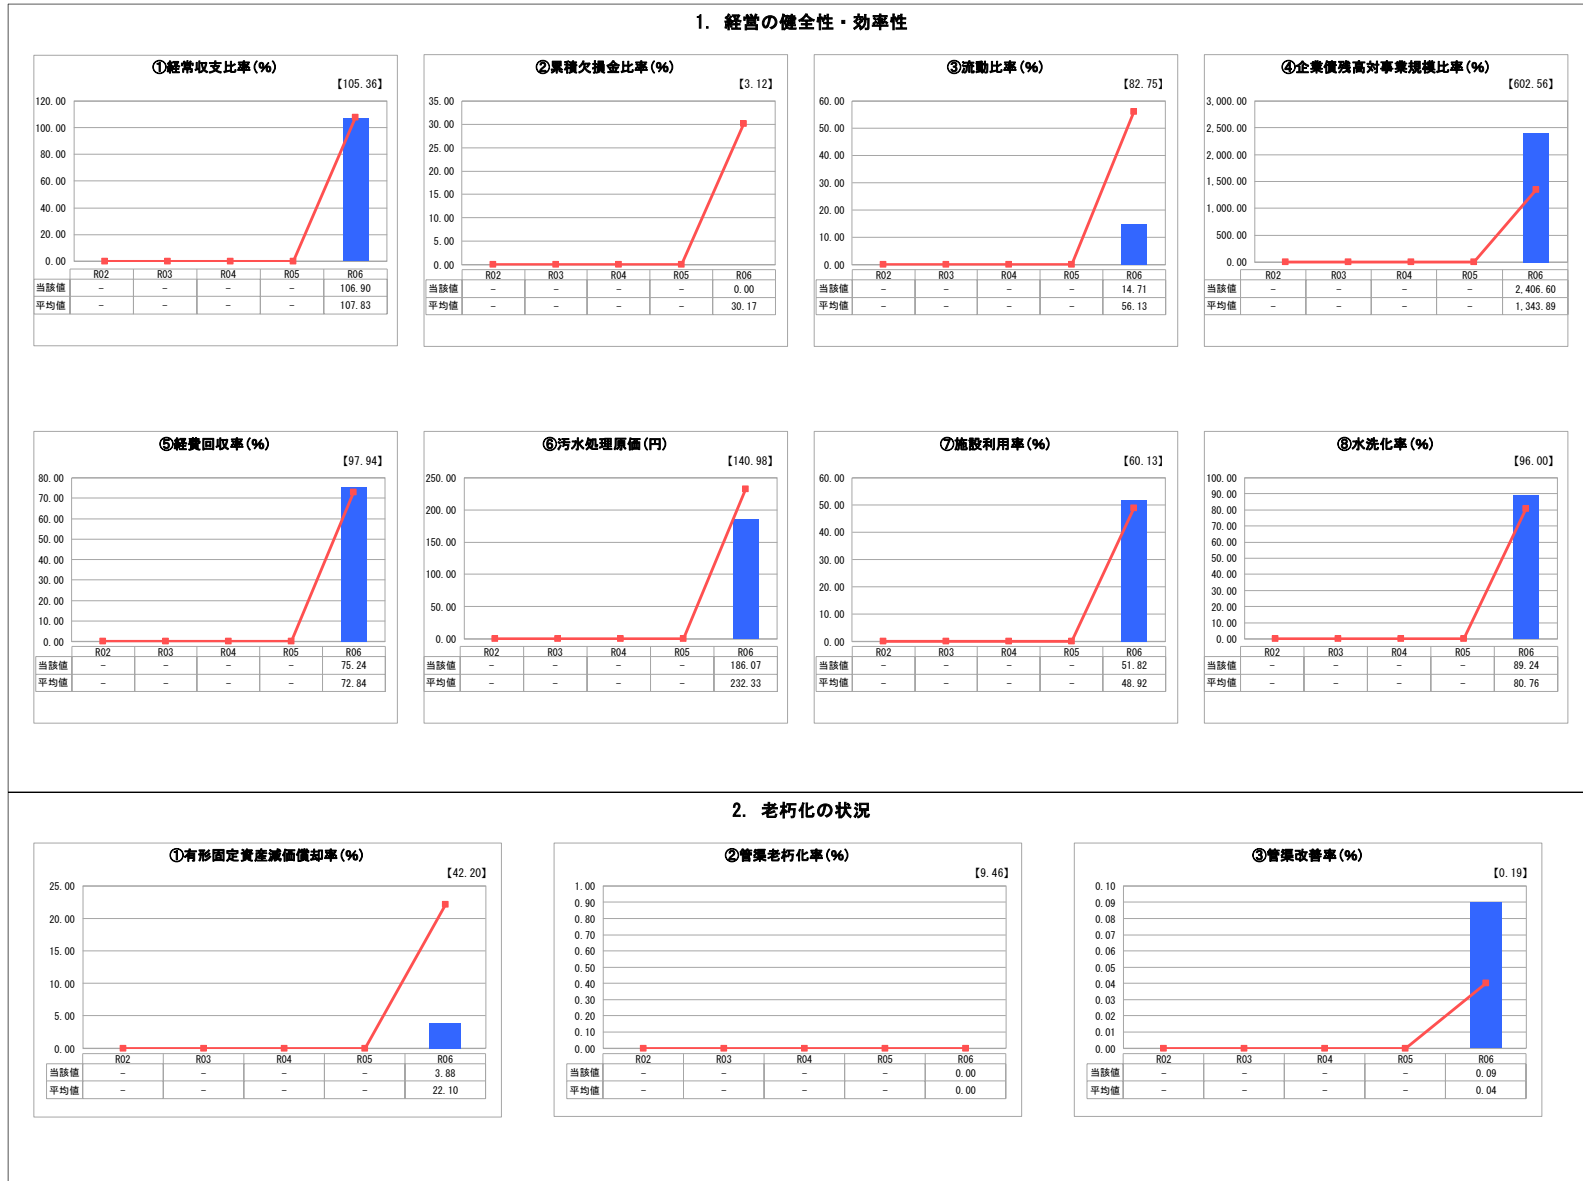 1. 経営の健全性・効率性
①経常収支比率(%)
【105.36】
120.00
100.00
80.00
60.00
40.00
20.00
0.00
R02 R03 R04 R05 R06
当該値 － － － － 106.90
平均値 － － － － 107.83
②累積欠損金比率(%)
【3.12】
35.00
30.00
25.00
20.00
15.00
10.00
5.00
0.00
R02 R03 R04 R05 R06
当該値 － － － － 0.00
平均値 － － － － 30.17
③流動比率(%)
【82.75】
60.00
50.00
40.00
30.00
20.00
10.00
0.00
R02 R03 R04 R05 R06
当該値 － － － － 14.71
平均値 － － － － 56.13
④企業債残高対事業規模比率(%)
【602.56】
3,000.00
2,500.00
2,000.00
1,500.00
1,000.00
500.00
0.00
R02 R03 R04 R05 R06
当該値 － － － － 2,406.60
平均値 － － － － 1,343.89
⑤経費回収率(%)
【97.94】
80.00
70.00
60.00
50.00
40.00
30.00
20.00
10.00
0.00
R02 R03 R04 R05 R06
当該値 － － － － 75.24
平均値 － － － － 72.84
⑥汚水処理原価(円)
【140.98】
250.00
200.00
150.00
100.00
50.00
0.00
R02 R03 R04 R05 R06
当該値 － － － － 186.07
平均値 － － － － 232.33
⑦施設利用率(%)
【60.13】
60.00
50.00
40.00
30.00
20.00
10.00
0.00
R02 R03 R04 R05 R06
当該値 － － － － 51.82
平均値 － － － － 48.92
⑧水洗化率(%)
【96.00】
100.00
90.00
80.00
70.00
60.00
50.00
40.00
30.00
20.00
10.00
0.00
R02 R03 R04 R05 R06
当該値 － － － － 89.24
平均値 － － － － 80.76
2. 老朽化の状況
①有形固定資産減価償却率(%)
【42.20】
25.00
20.00
15.00
10.00
5.00
0.00
R02 R03 R04 R05 R06
当該値 － － － － 3.88
平均値 － － － － 22.10
②管渠老朽化率(%)
【9.46】
1.00
0.90
0.80
0.70
0.60
0.50
0.40
0.30
0.20
0.10
0.00
R02 R03 R04 R05 R06
当該値 － － － － 0.00
平均値 － － － － 0.00
③管渠改善率(%)
【0.19】
0.10
0.09
0.08
0.07
0.06
0.05
0.04
0.03
0.02
0.01
0.00
R02 R03 R04 R05 R06
当該値 － － － － 0.09
平均値 － － － － 0.04